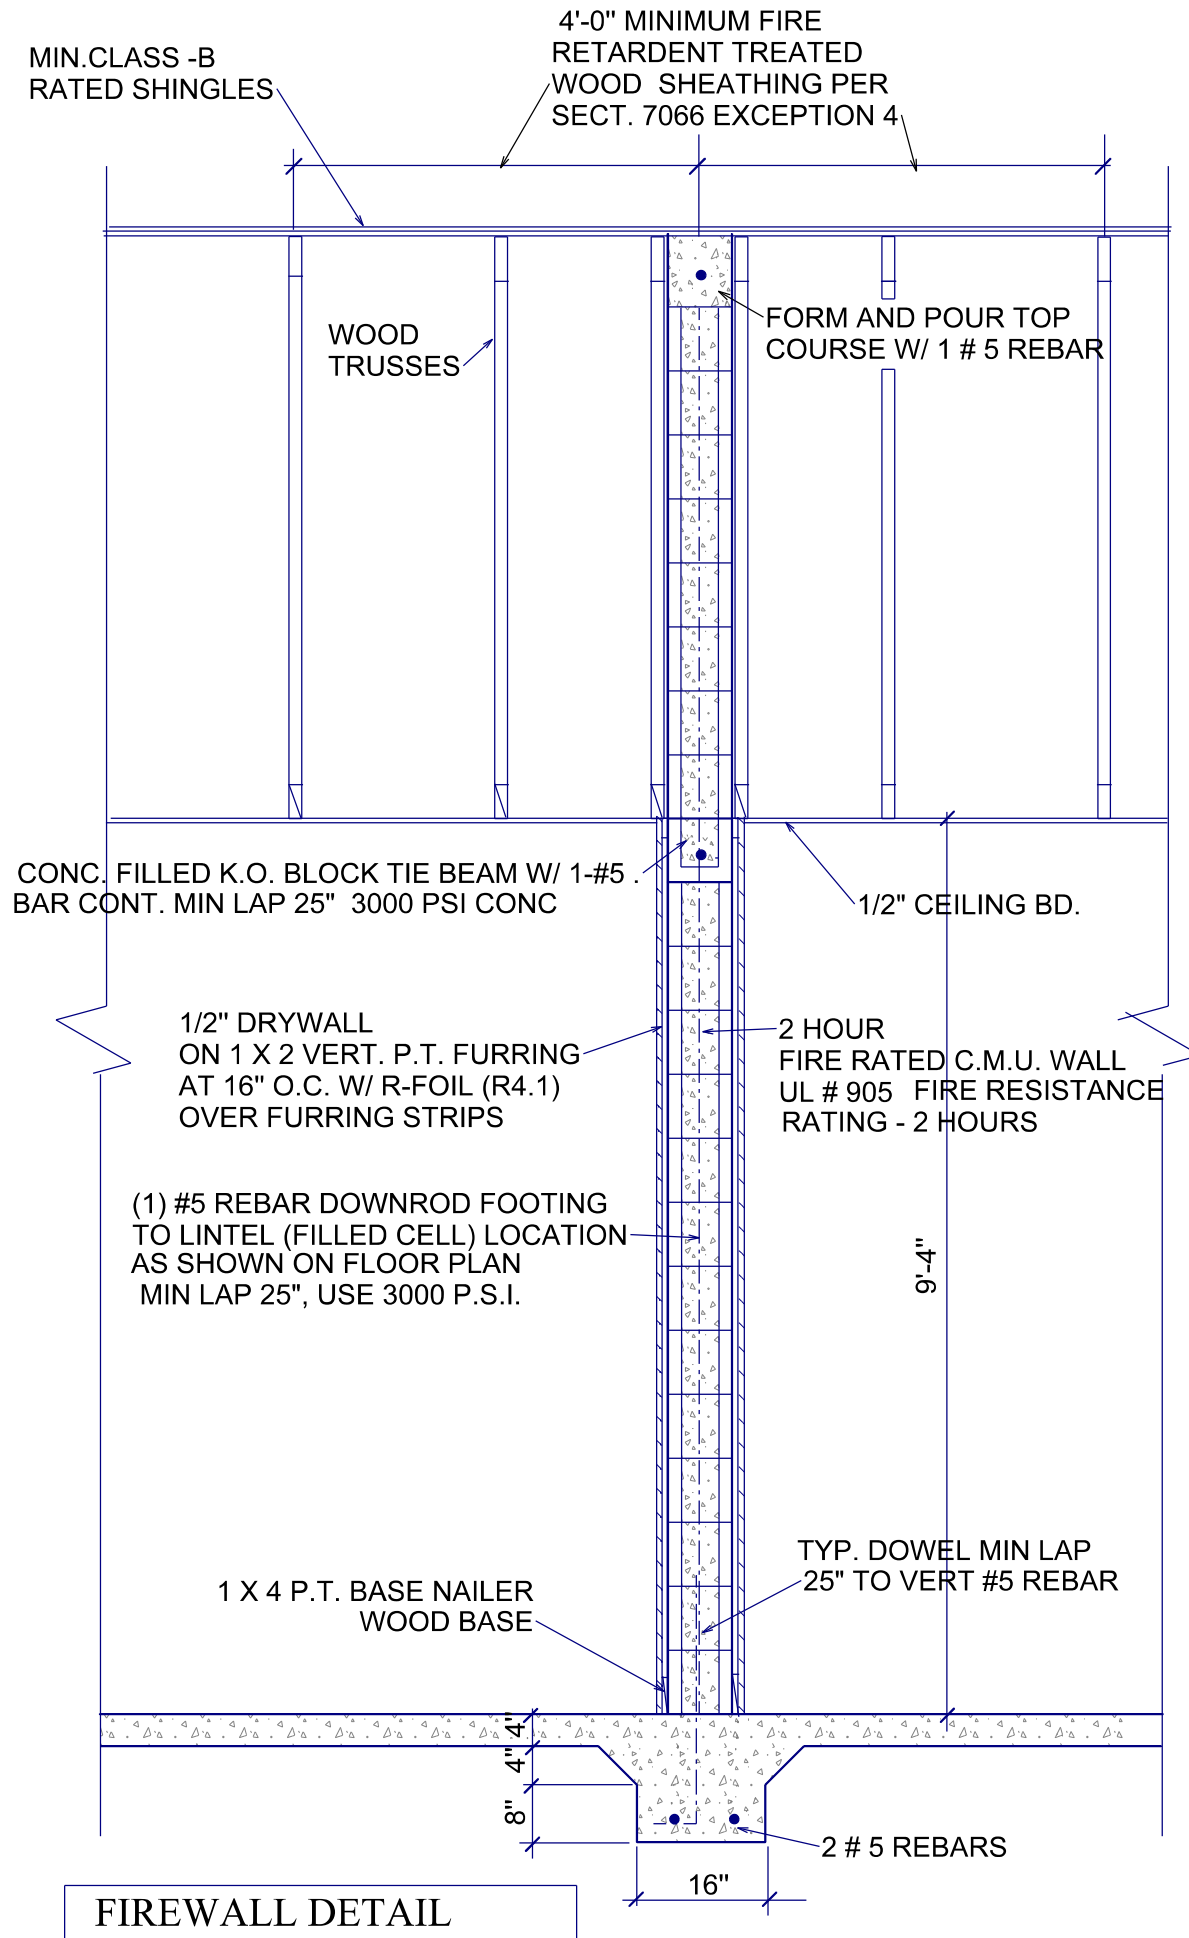 4'-0" MINIMUM FIRE
RETARDENT TREATED
WOOD SHEATHING PER
SECT. 7066 EXCEPTION 4
MIN.CLASS -B
RATED SHINGLES
WOOD
TRUSSES
FORM AND POUR TOP
COURSE W/ 1 # 5 REBAR
CONC. FILLED K.O. BLOCK TIE BEAM W/ 1-#5 .
BAR CONT. MIN LAP 25" 3000 PSI CONC
1/2" CEILING BD.
1/2" DRYWALL
ON 1 X 2 VERT. P.T. FURRING
AT 16" O.C. W/ R-FOIL (R4.1)
OVER FURRING STRIPS
2 HOUR
FIRE RATED C.M.U. WALL
UL # 905 FIRE RESISTANCE
RATING - 2 HOURS
(1) #5 REBAR DOWNROD FOOTING
TO LINTEL (FILLED CELL) LOCATION
AS SHOWN ON FLOOR PLAN
MIN LAP 25", USE 3000 P.S.I.
9'-4"
TYP. DOWEL MIN LAP
25" TO VERT #5 REBAR
1 X 4 P.T. BASE NAILER
WOOD BASE
4"
4"
8"
2 # 5 REBARS
16"
FIREWALL DETAIL